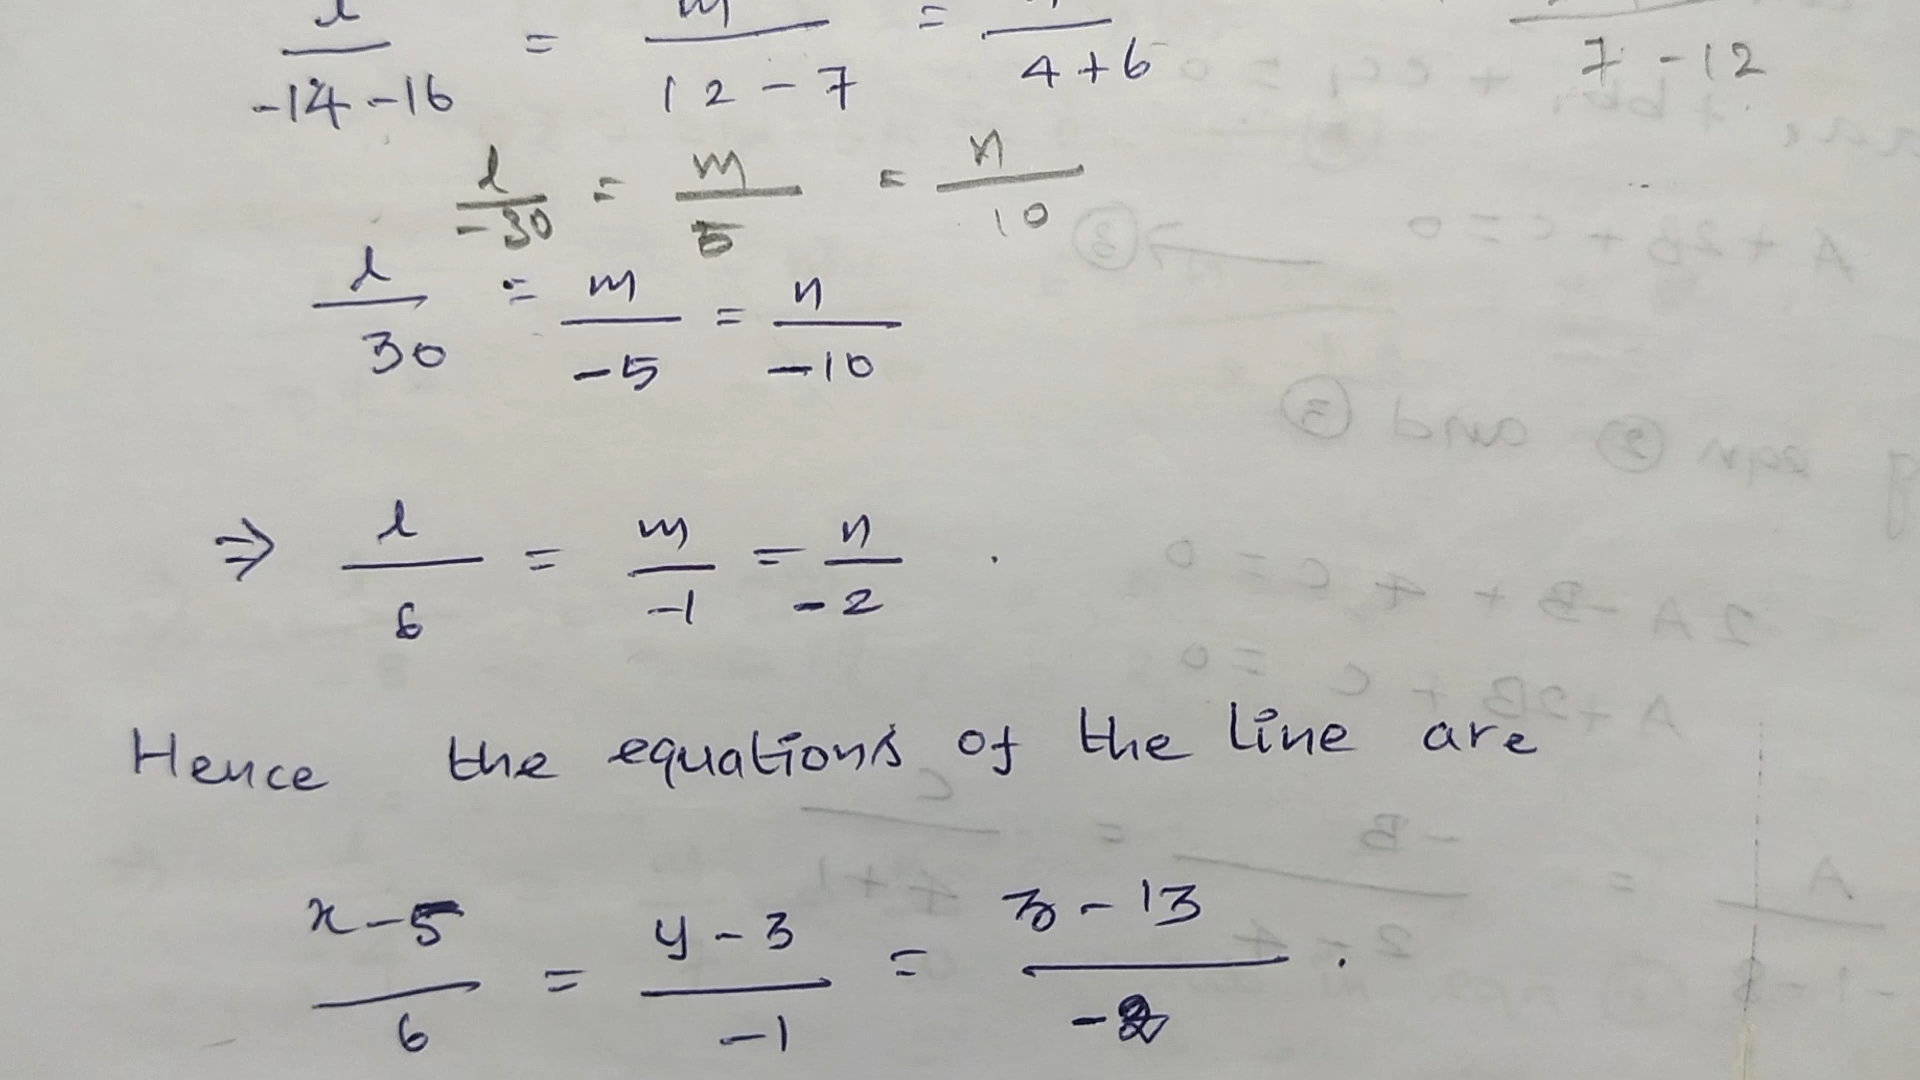 l/(-14-16) = m/(12-7) = n/(4+6)
7-12
l/-30 = m/5 = n/10
l/30 = m/-5 = n/-10
⇒ l/6 = m/-1 = n/-2 .
Hence the equations of the line are
x-5/6 = y-3/-1 = z-13/-2 .